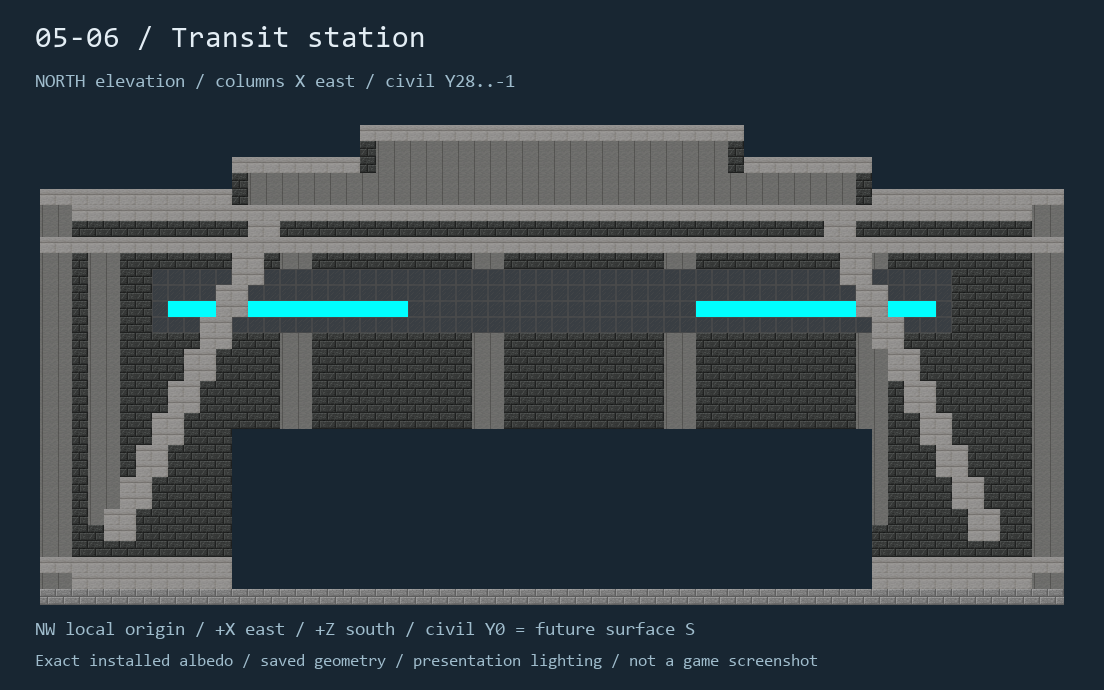 05-06 / Transit station
NORTH elevation / columns X east / civil Y28..-1
NW local origin / +X east / +Z south / civil Y0 = future surface S
Exact installed albedo / saved geometry / presentation lighting / not a game screenshot